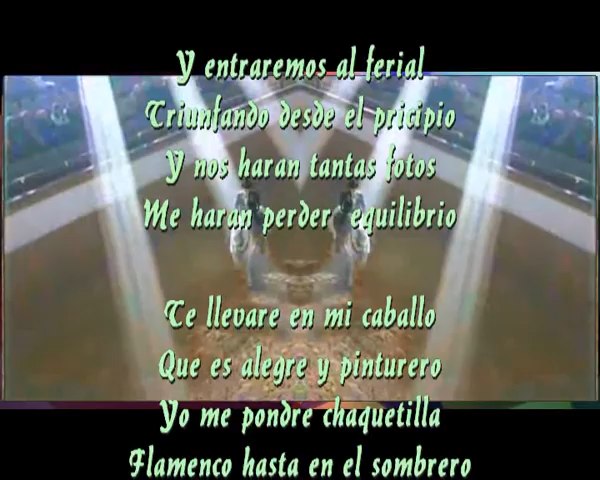 Y entraremos al ferial
Triunfando desde el pricipio
Y nos haran tantas fotos
Me haran perder equilibrio
Te llevare en mi caballo
Que es alegre y pinturero
Yo me pondre chaquetilla
Flamenco hasta en el sombrero